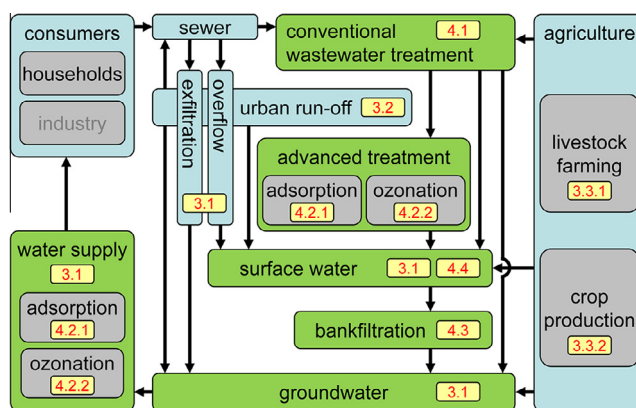 consumers
households
industry
sewer
conventional
wastewater treatment
4.1
agriculture
exfiltration
overflow
3.1
urban run-off
3.2
advanced treatment
adsorption
4.2.1
ozonation
4.2.2
livestock
farming
3.3.1
water supply
3.1
adsorption
4.2.1
ozonation
4.2.2
surface water
3.1
4.4
crop
production
3.3.2
bankfiltration
4.3
groundwater
3.1